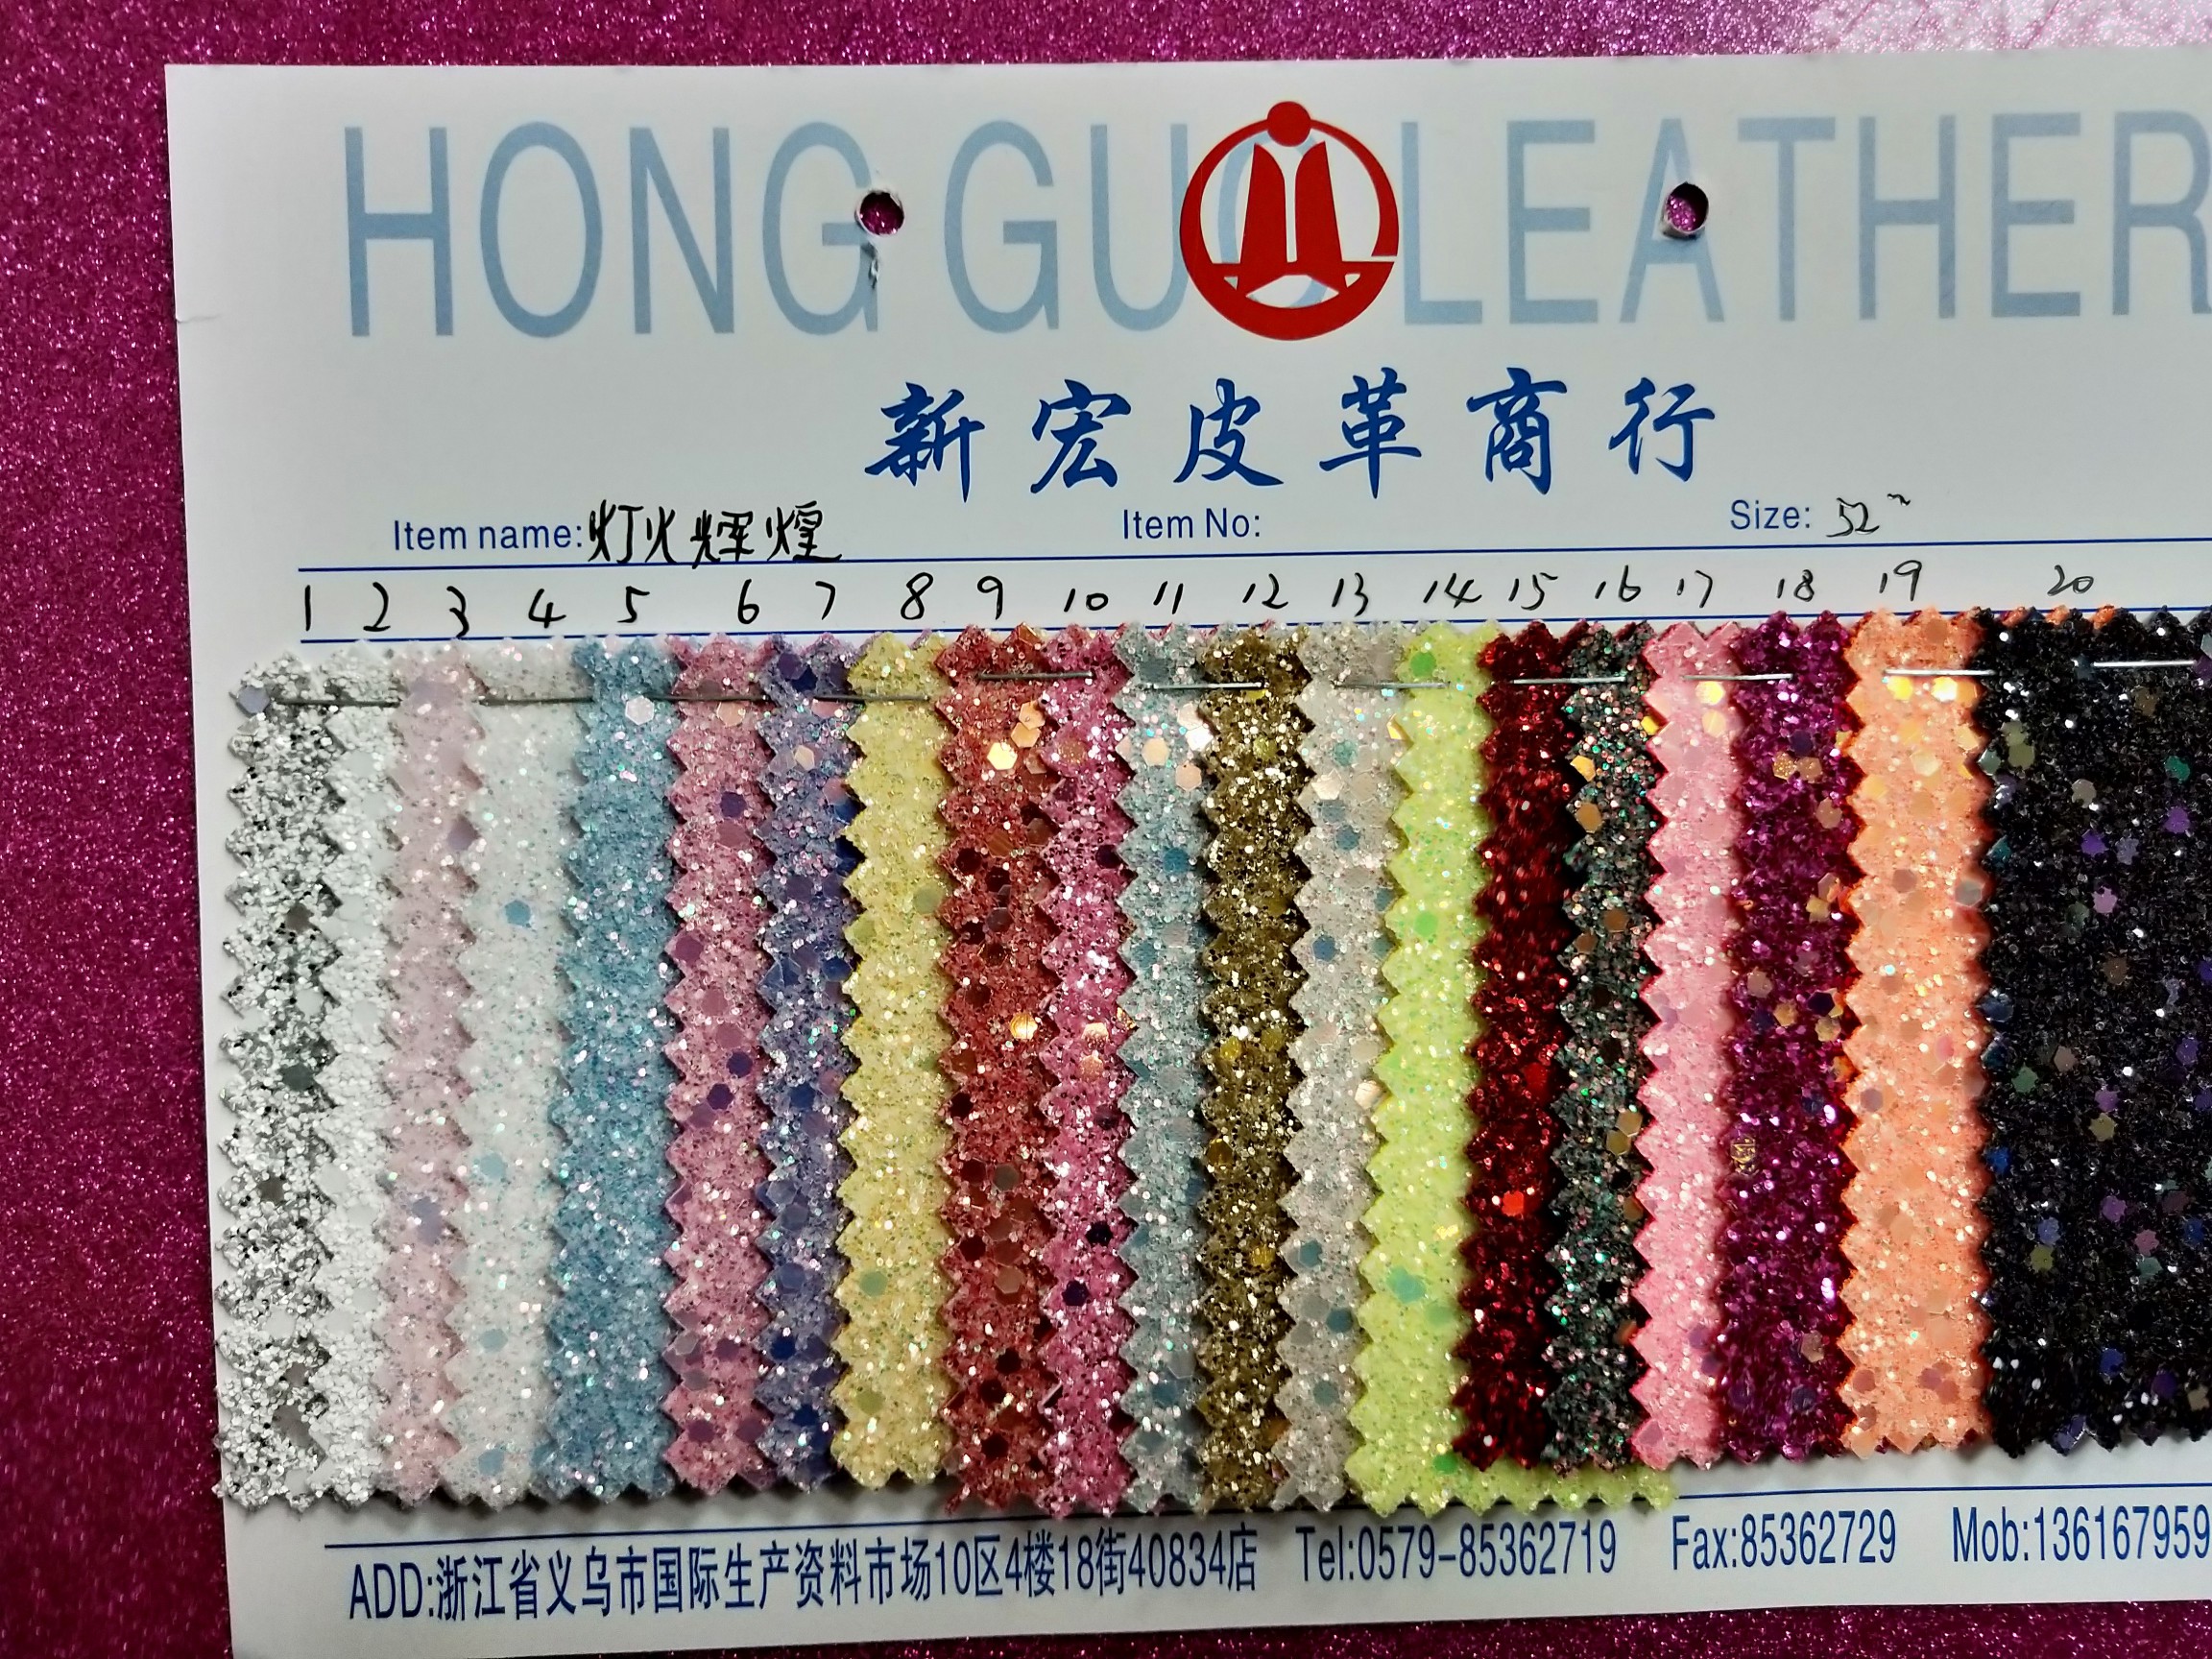 HONG GUO LEATHER
新宏皮革商行
Item name: 灯火辉煌 Item No: Size: 52"
1 2 3 4 5 6 7 8 9 10 11 12 13 14 15 16 17 18 19 20
ADD:浙江省义乌市国际生产资料市场10区4楼18街40834店 Tel:0579-85362719 Fax:85362729 Mob:136167959